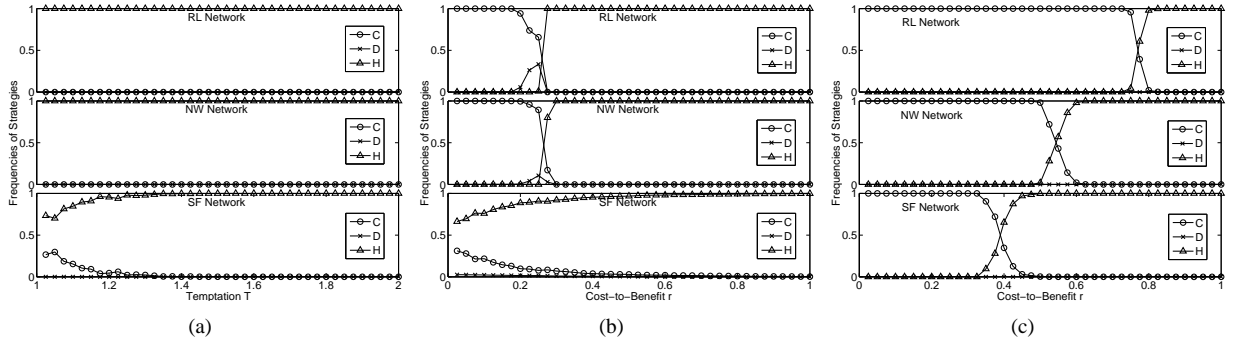 Frequencies of Strategies
1
0.5
0
RL Network
C
D
H
1
0.5
0
NW Network
C
D
H
1
0.5
0
SF Network
C
D
H
1 1.2 1.4 1.6 1.8 2
Temptation T
(a)
Frequencies of Strategies
1
0.5
0
RL Network
C
D
H
1
0.5
0
NW Network
C
D
H
1
0.5
0
SF Network
C
D
H
0 0.2 0.4 0.6 0.8 1
Cost−to−Benefit r
(b)
Frequencies of Strategies
1
0.5
0
RL Network
C
D
H
1
0.5
0
NW Network
C
D
H
1
0.5
0
SF Network
C
D
H
0 0.2 0.4 0.6 0.8 1
Cost−to−Benefit r
(c)